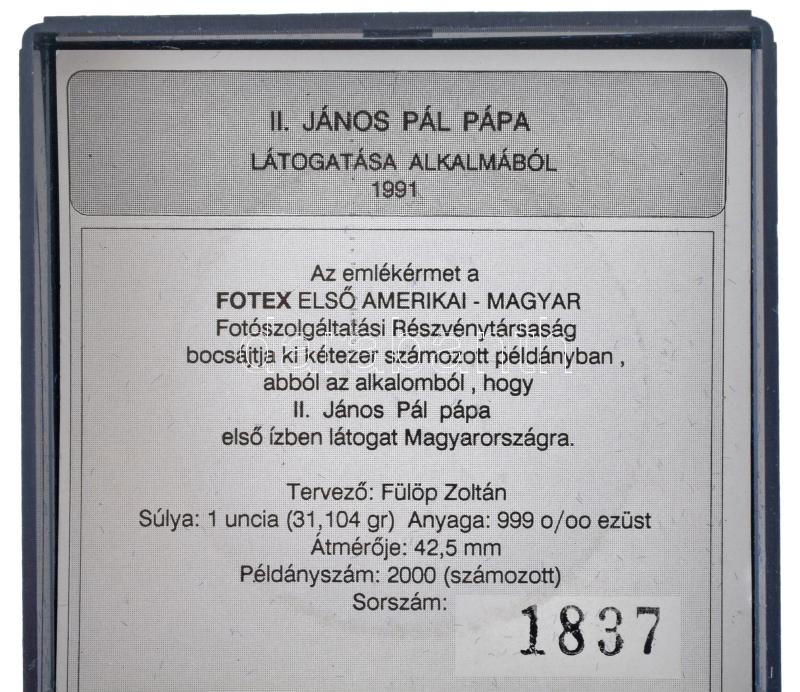 II. JÁNOS PÁL PÁPA
LÁTOGATÁSA ALKALMÁBÓL
1991
Az emlékérmet a
FOTEX ELSŐ AMERIKAI - MAGYAR
Fotószolgáltatási Részvénytársaság
bocsájtja ki kétezer számozott példányban ,
abból az alkalomból , hogy
II. János Pál pápa
első ízben látogat Magyarországra.
Tervező: Fülöp Zoltán
Súlya: 1 uncia (31,104 gr) Anyaga: 999 o/oo ezüst
Átmérője: 42,5 mm
Példányszám: 2000 (számozott)
Sorszám:
1837